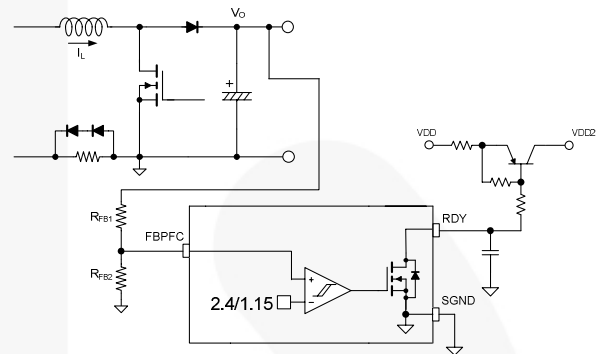 V_O
I_L
+
VDD
VDD2
R_FB1
FBPFC
RDY
R_FB2
+
2.4/1.15
−
SGND